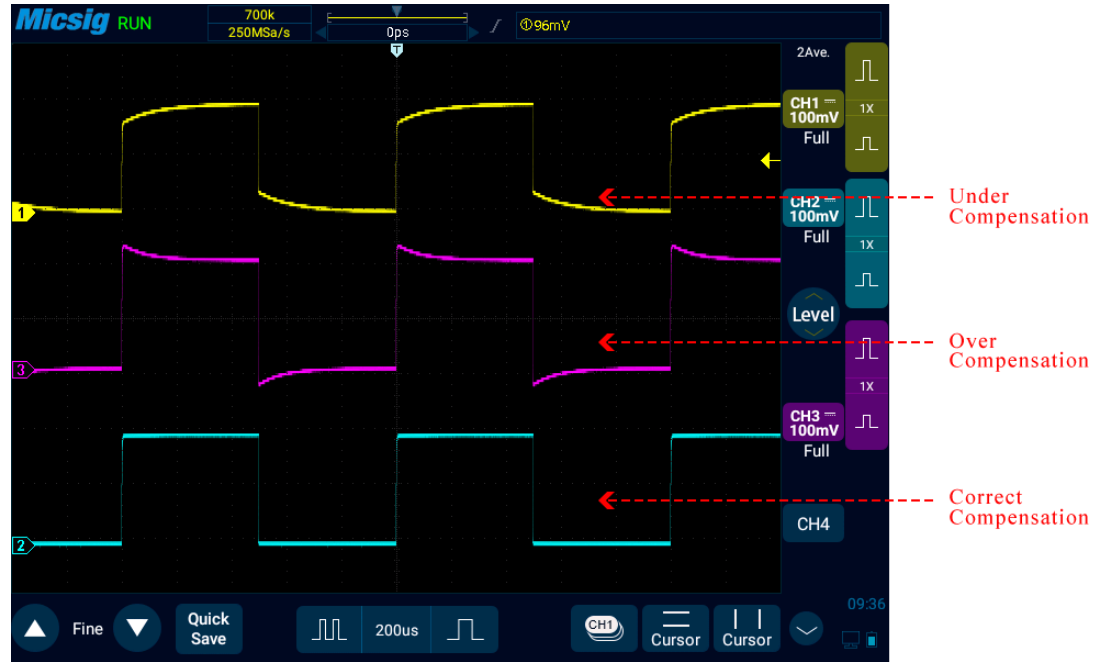 Micsig RUN
700k
250MSa/s
0ps
①96mV
T
2Ave.
CH1
100mV
Full
1X
CH2
100mV
Full
1X
Level
CH3
100mV
Full
1X
CH4
1
3
2
Under
Compensation
Over
Compensation
Correct
Compensation
Fine
Quick
Save
200us
CH1
Cursor
Cursor
09:36